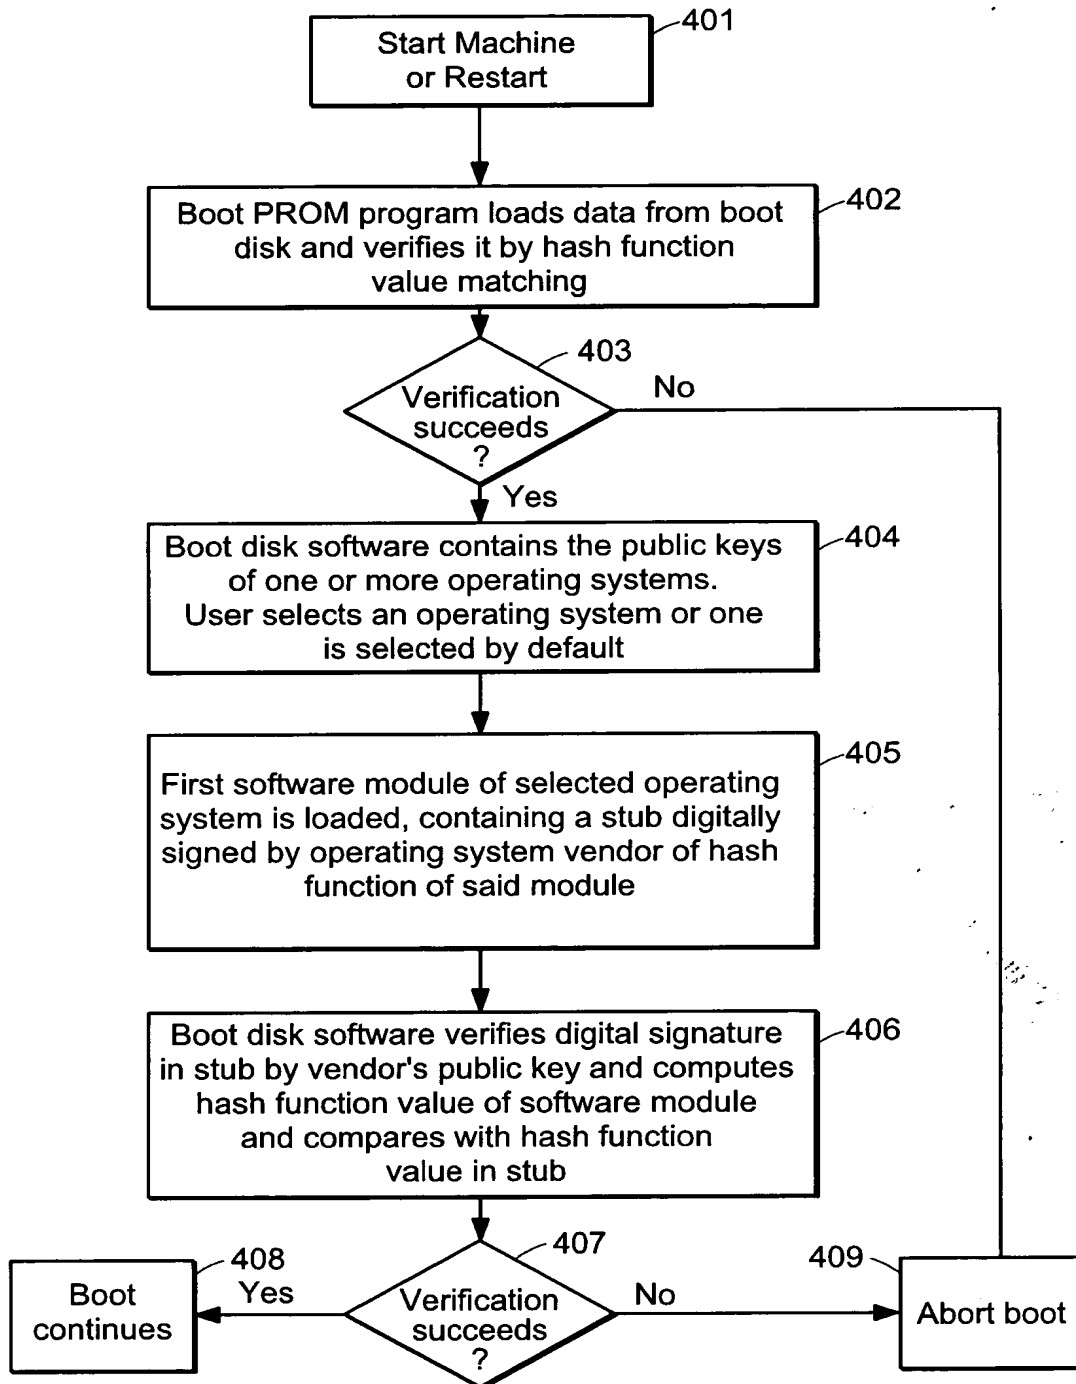 Start Machine
or Restart
401
Boot PROM program loads data from boot
disk and verifies it by hash function
value matching
402
403
Verification
succeeds
?
No
Yes
Boot disk software contains the public keys
of one or more operating systems.
User selects an operating system or one
is selected by default
404
First software module of selected operating
system is loaded, containing a stub digitally
signed by operating system vendor of hash
function of said module
405
Boot disk software verifies digital signature
in stub by vendor's public key and computes
hash function value of software module
and compares with hash function
value in stub
406
407
Verification
succeeds
?
Yes
No
408
Boot
continues
409
Abort boot